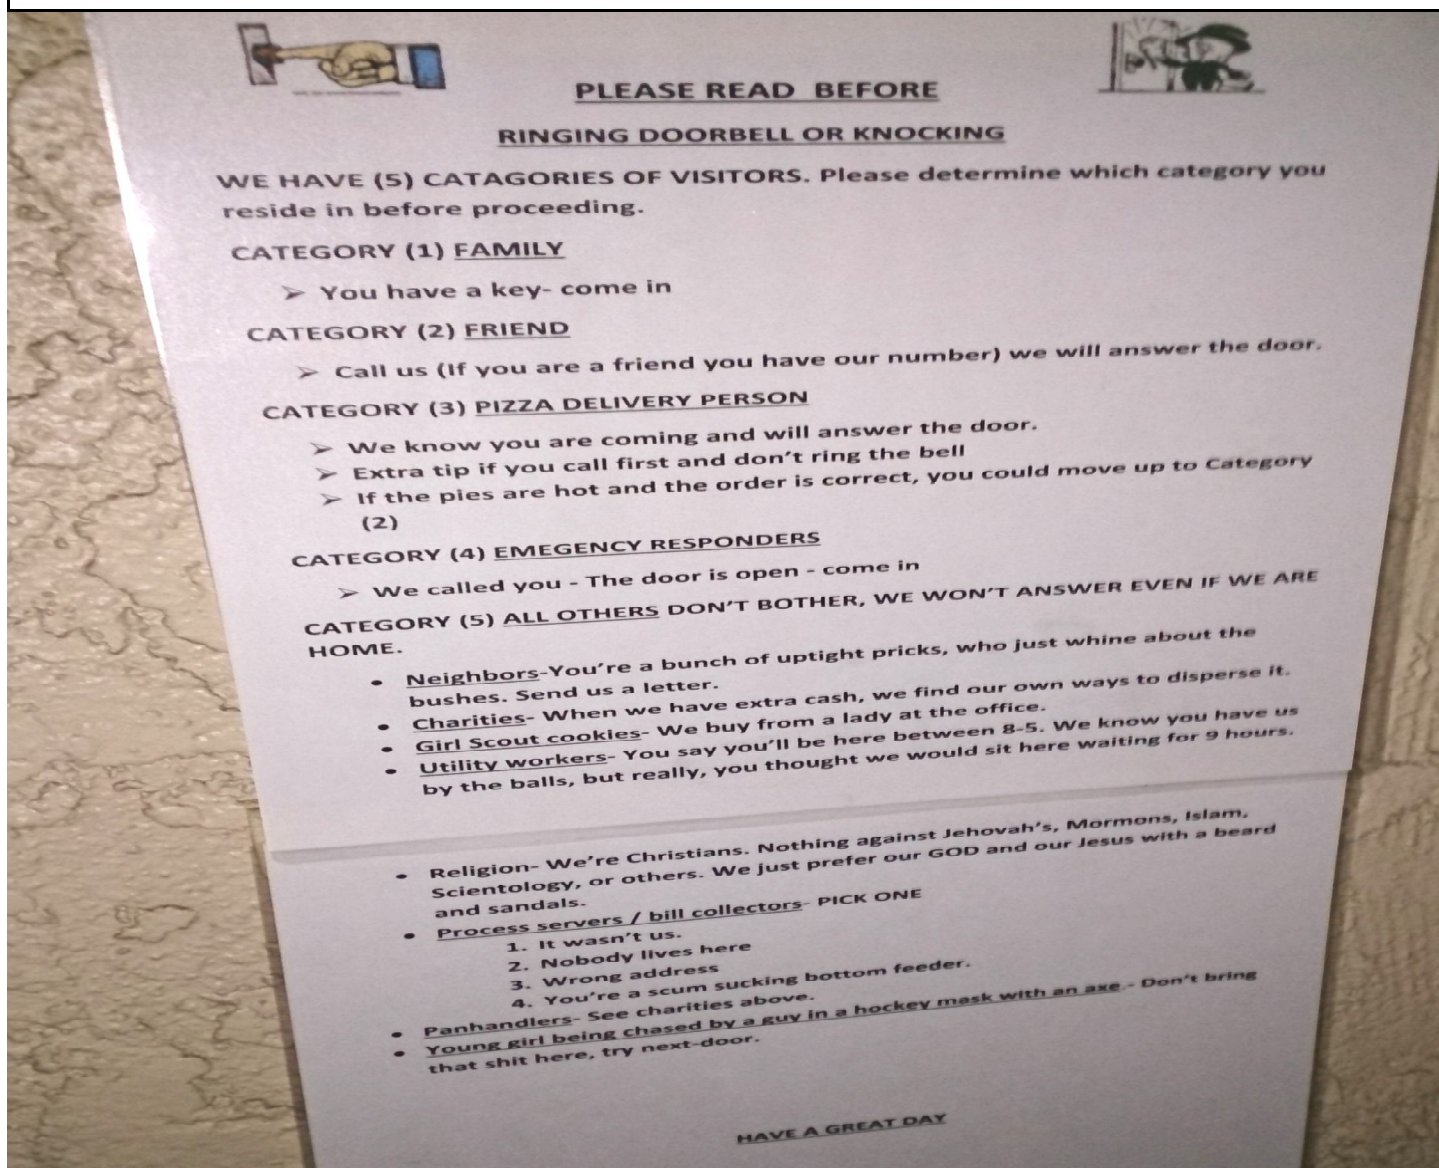 PLEASE READ BEFORE
RINGING DOORBELL OR KNOCKING
WE HAVE (5) CATAGORIES OF VISITORS. Please determine which category you
reside in before proceeding.
CATEGORY (1) FAMILY
➢ You have a key- come in
CATEGORY (2) FRIEND
➢ Call us (If you are a friend you have our number) we will answer the door.
CATEGORY (3) PIZZA DELIVERY PERSON
➢ We know you are coming and will answer the door.
➢ Extra tip if you call first and don't ring the bell
➢ If the pies are hot and the order is correct, you could move up to Category
(2)
CATEGORY (4) EMEGENCY RESPONDERS
➢ We called you - The door is open - come in
CATEGORY (5) ALL OTHERS DON'T BOTHER, WE WON'T ANSWER EVEN IF WE ARE
HOME.
• Neighbors-You're a bunch of uptight pricks, who just whine about the
bushes. Send us a letter.
• Charities- When we have extra cash, we find our own ways to disperse it.
• Girl Scout cookies- We buy from a lady at the office.
• Utility workers- You say you'll be here between 8-5. We know you have us
by the balls, but really, you thought we would sit here waiting for 9 hours.
• Religion- We're Christians. Nothing against Jehovah's, Mormons, Islam,
Scientology, or others. We just prefer our GOD and our Jesus with a beard
and sandals.
• Process servers / bill collectors- PICK ONE
1. It wasn't us.
2. Nobody lives here
3. Wrong address
4. You're a scum sucking bottom feeder.
• Panhandlers- See charities above.
• Young girl being chased by a guy in a hockey mask with an axe.- Don't bring
that shit here, try next-door.
HAVE A GREAT DAY